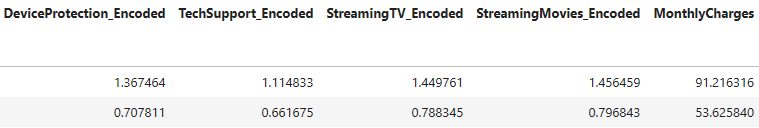 DeviceProtection_Encoded TechSupport_Encoded StreamingTV_Encoded StreamingMovies_Encoded MonthlyCharges
1.367464 1.114833 1.449761 1.456459 91.216316
0.707811 0.661675 0.788345 0.796843 53.625840